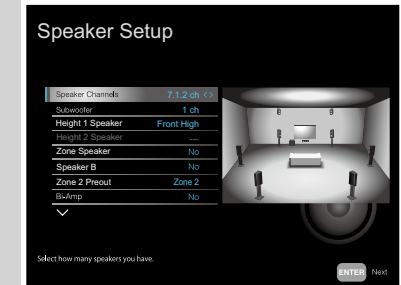 Speaker Setup
Speaker Channels 7.1.2 ch < >
Subwoofer 1 ch
Height 1 Speaker Front High
Height 2 Speaker ---
Zone Speaker No
Speaker B No
Zone 2 Preout Zone 2
Bi-Amp No
Select how many speakers you have.
ENTER Next